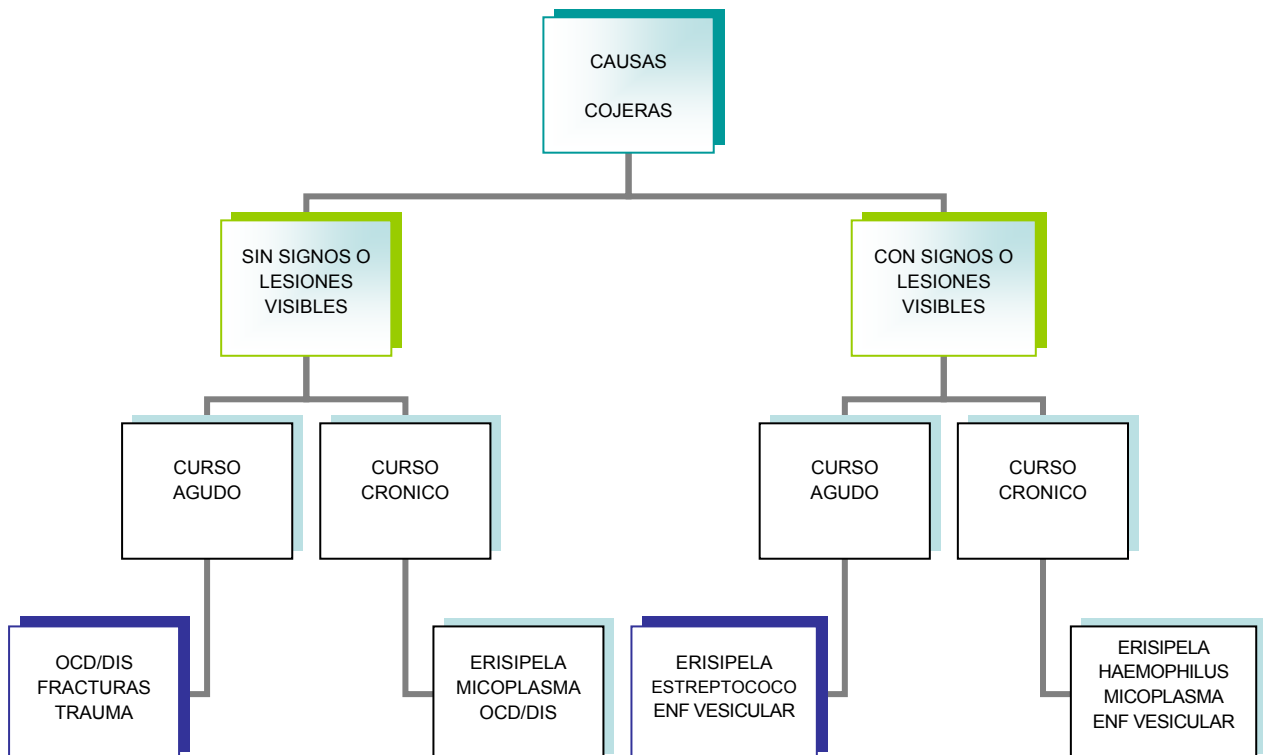 CAUSAS
COJERAS
SIN SIGNOS O
LESIONES
VISIBLES
CON SIGNOS O
LESIONES
VISIBLES
CURSO
AGUDO
CURSO
CRONICO
CURSO
AGUDO
CURSO
CRONICO
OCD/DIS
FRACTURAS
TRAUMA
ERISIPELA
MICOPLASMA
OCD/DIS
ERISIPELA
ESTREPTOCOCO
ENF VESICULAR
ERISIPELA
HAEMOPHILUS
MICOPLASMA
ENF VESICULAR